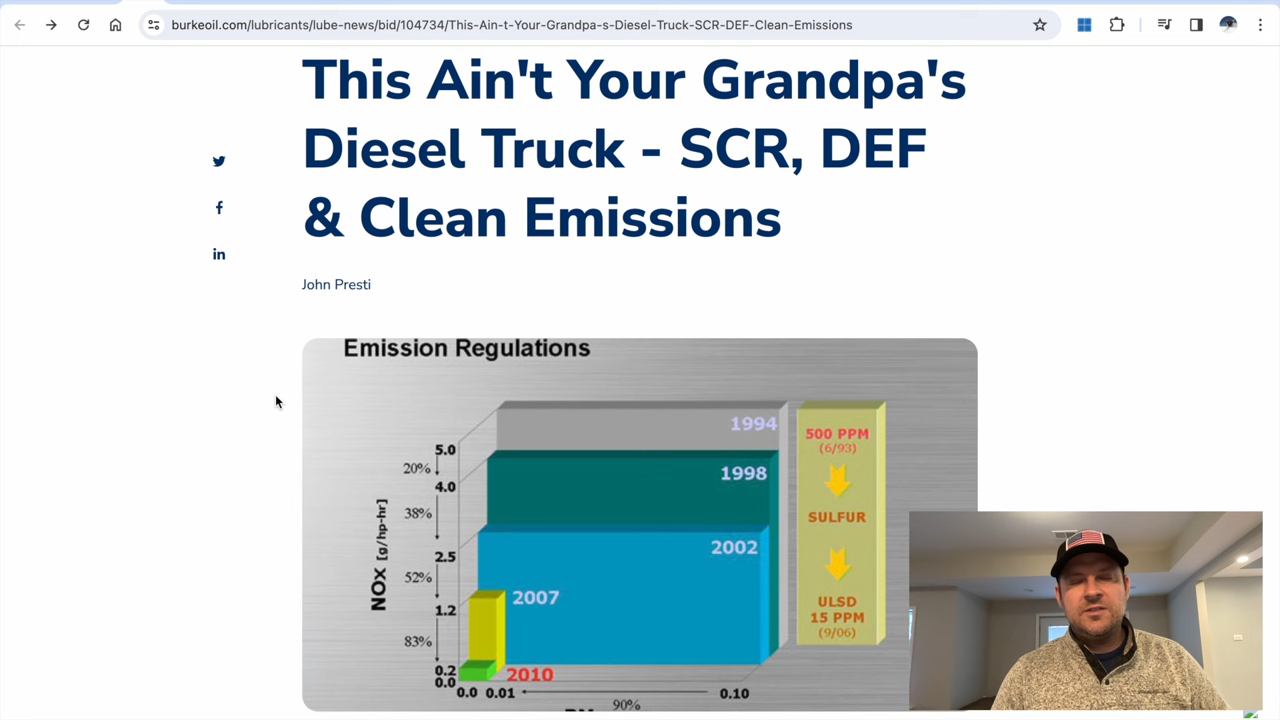 burkeoil.com/lubricants/lube-news/bid/104734/This-Ain-t-Your-Grandpa-s-Diesel-Truck-SCR-DEF-Clean-Emissions
This Ain't Your Grandpa's
Diesel Truck - SCR, DEF
& Clean Emissions
John Presti
Emission Regulations
NOX [g/hp-hr]
5.0
20%
4.0
38%
2.5
52%
1.2
83%
0.2
0.0
1994
1998
2002
2007
2010
0.0 0.01 0.10
90%
500 PPM
(6/93)
SULFUR
ULSD
15 PPM
(9/06)